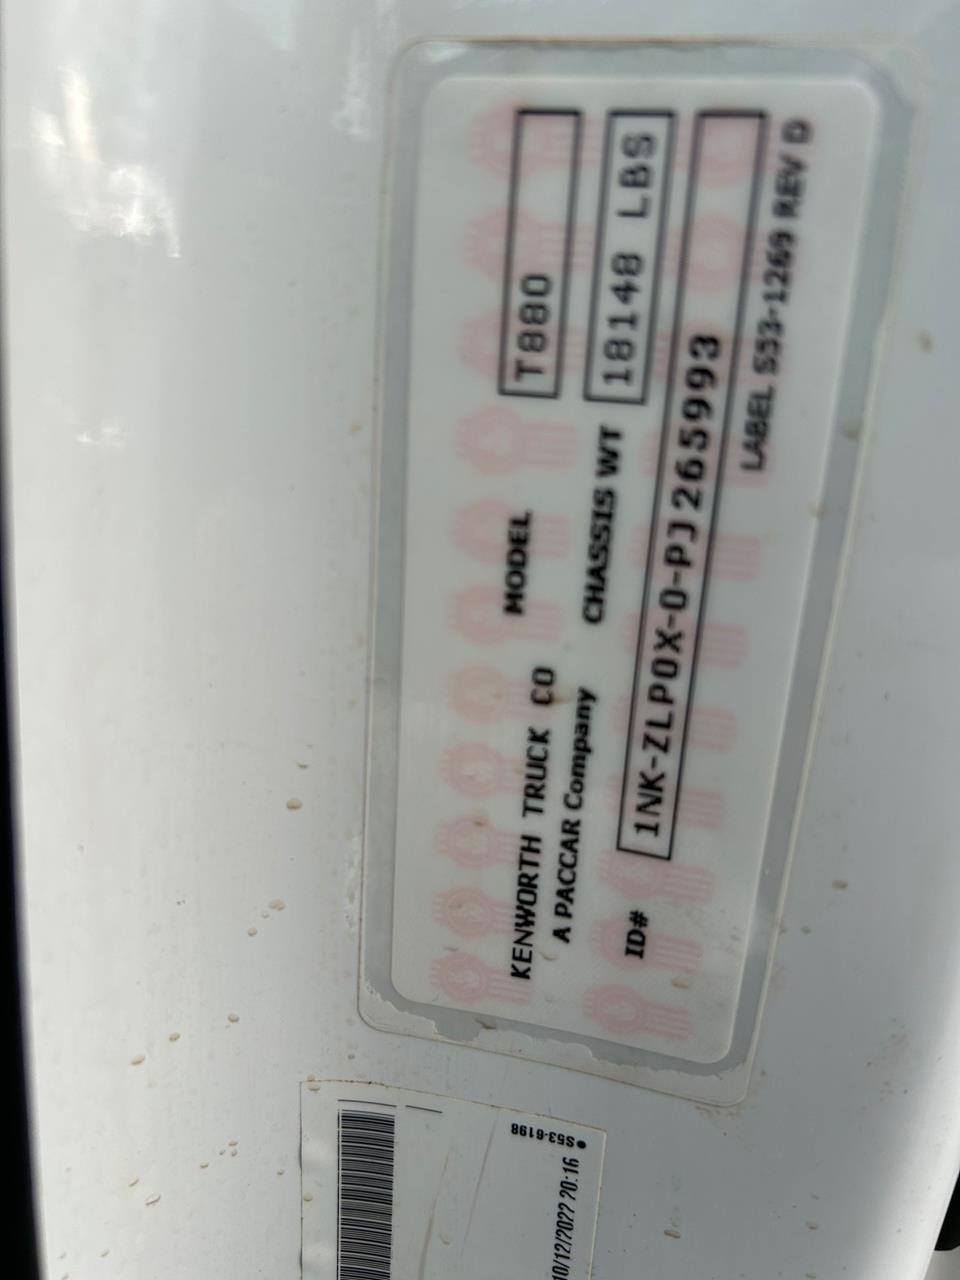 KENWORTH TRUCK CO
A PACCAR Company
MODEL T880
CHASSIS WT 18148 LBS
ID# 1NK-ZLP0X-0-PJ265993
LABEL S53-1269 REV D
●S53-6198
10/12/2022 20:16